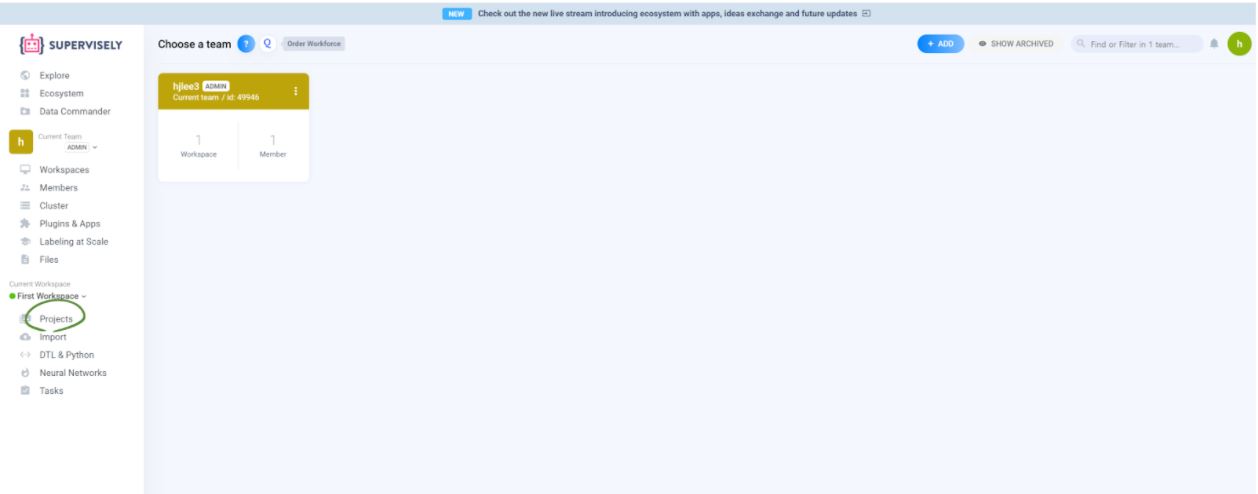 NEW Check out the new live stream introducing ecosystem with apps, ideas exchange and future updates
SUPERVISELY
Choose a team ? Q Order Workforce
+ ADD SHOW ARCHIVED Find or Filter in 1 team... h
Explore
Ecosystem
Data Commander
h
Current Team
ADMIN
Workspaces
Members
Cluster
Plugins & Apps
Labeling at Scale
Files
Current Workspace
First Workspace
Projects
Import
DTL & Python
Neural Networks
Tasks
hjlee3 ADMIN
Current team / id: 49946
1 1
Workspace Member